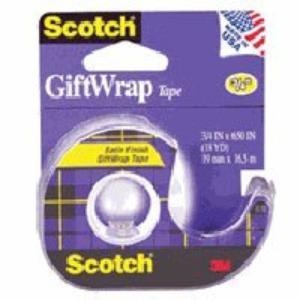 Scotch
USA
GiftWrap Tape
3/4 IN x 650 IN
(18 YD)
19 mm x 16.5 m
Satin Finish
GiftWrap Tape
Scotch
3M